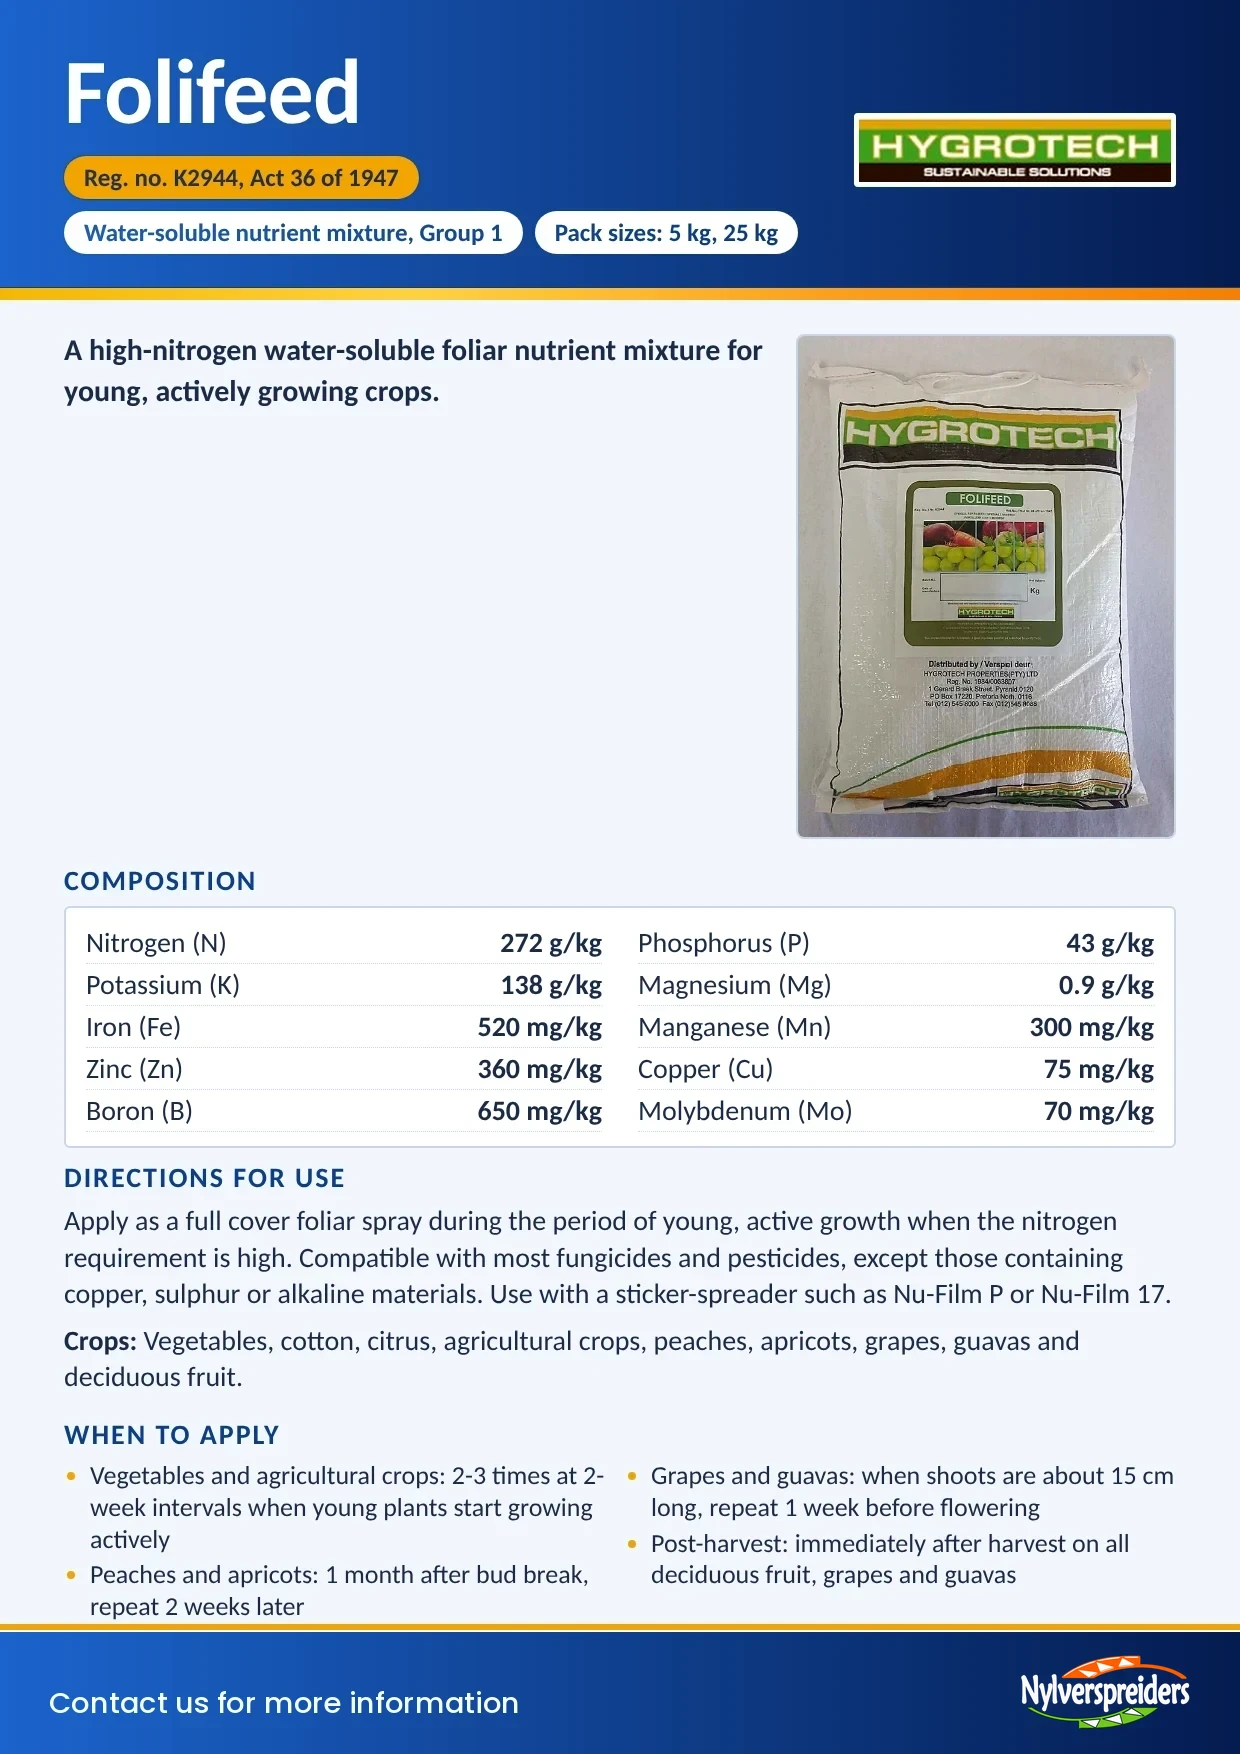 Folifeed
HYGROTECH
SUSTAINABLE SOLUTIONS
Reg. no. K2944, Act 36 of 1947
Water-soluble nutrient mixture, Group 1
Pack sizes: 5 kg, 25 kg
A high-nitrogen water-soluble foliar nutrient mixture for
young, actively growing crops.
HYGROTECH
FOLIFEED
Kg
HYGROTECH
Distributed by / Verspei deur:
HYGROTECH PROPERTIES(PTY) LTD
PO Box 17220, Pretoria North, 0116
HYGROTECH
COMPOSITION
Nitrogen (N) 272 g/kg Phosphorus (P) 43 g/kg
Potassium (K) 138 g/kg Magnesium (Mg) 0.9 g/kg
Iron (Fe) 520 mg/kg Manganese (Mn) 300 mg/kg
Zinc (Zn) 360 mg/kg Copper (Cu) 75 mg/kg
Boron (B) 650 mg/kg Molybdenum (Mo) 70 mg/kg
DIRECTIONS FOR USE
Apply as a full cover foliar spray during the period of young, active growth when the nitrogen
requirement is high. Compatible with most fungicides and pesticides, except those containing
copper, sulphur or alkaline materials. Use with a sticker-spreader such as Nu-Film P or Nu-Film 17.
Crops: Vegetables, cotton, citrus, agricultural crops, peaches, apricots, grapes, guavas and
deciduous fruit.
WHEN TO APPLY
• Vegetables and agricultural crops: 2-3 times at 2-
week intervals when young plants start growing
actively
• Peaches and apricots: 1 month after bud break,
repeat 2 weeks later
• Grapes and guavas: when shoots are about 15 cm
long, repeat 1 week before flowering
• Post-harvest: immediately after harvest on all
deciduous fruit, grapes and guavas
Contact us for more information
Nylverspreiders